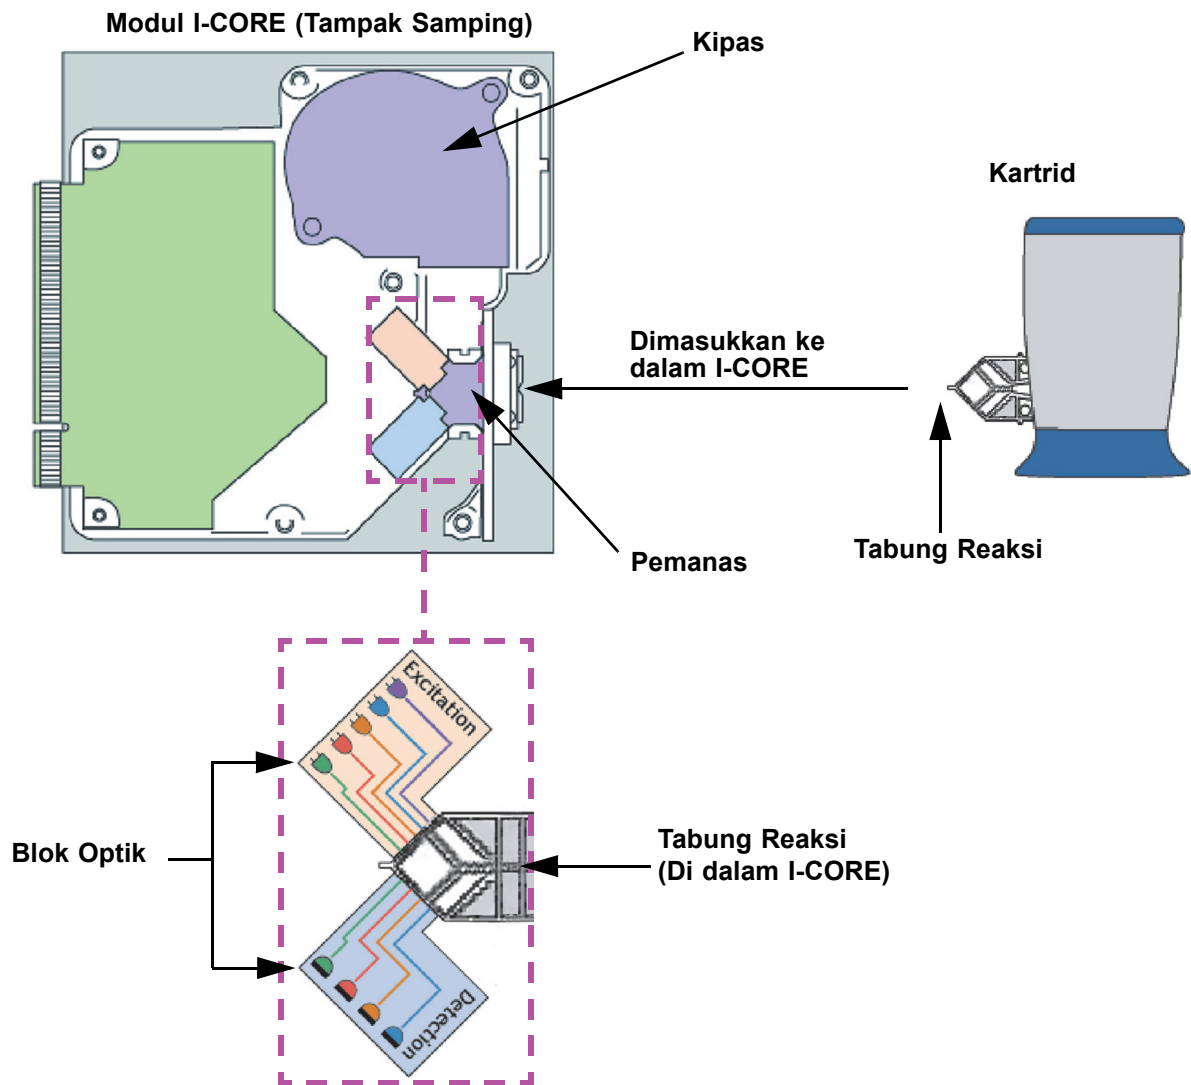 Modul I-CORE (Tampak Samping)
Kipas
Kartrid
Dimasukkan ke
dalam I-CORE
Tabung Reaksi
Pemanas
Excitation
Blok Optik
Tabung Reaksi
(Di dalam I-CORE)
Detection